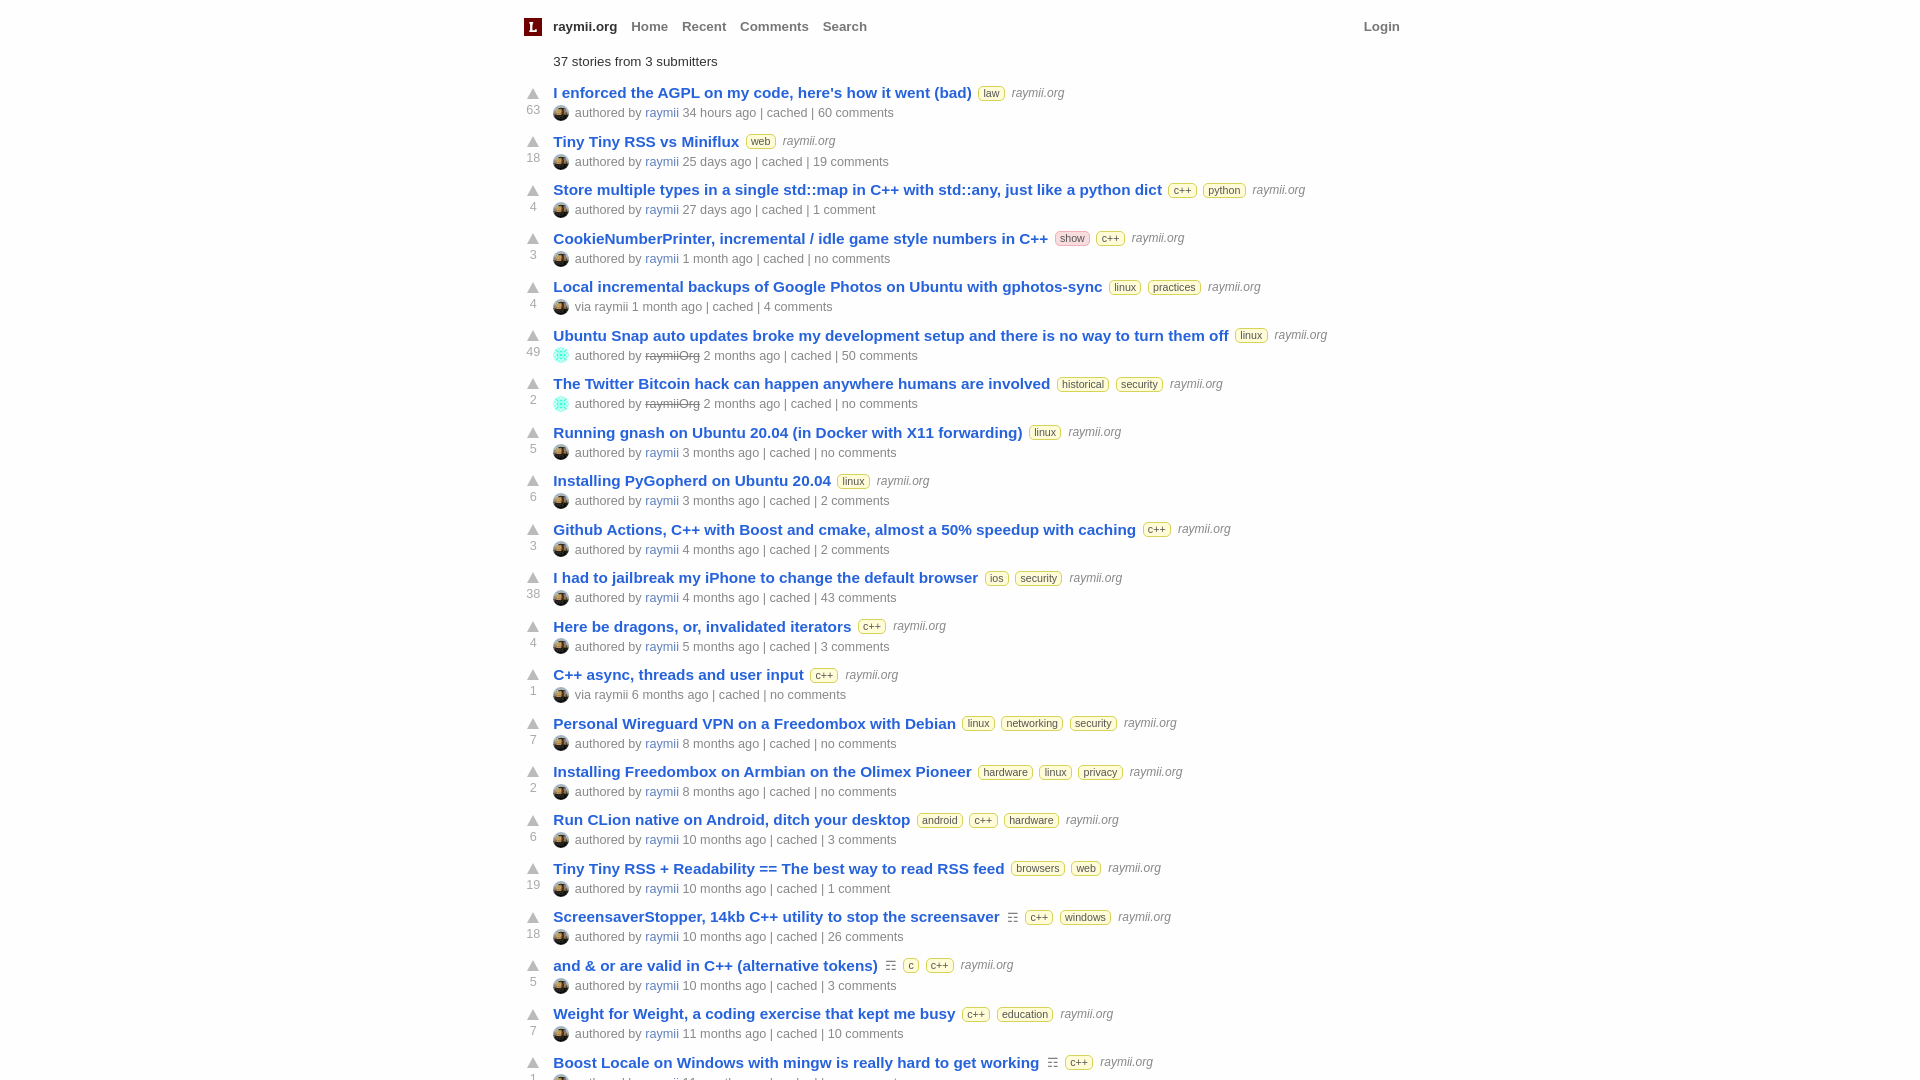 L raymii.org Home Recent Comments Search Login
37 stories from 3 submitters
I enforced the AGPL on my code, here's how it went (bad) law raymii.org
63 authored by raymii 34 hours ago | cached | 60 comments
Tiny Tiny RSS vs Miniflux web raymii.org
18 authored by raymii 25 days ago | cached | 19 comments
Store multiple types in a single std::map in C++ with std::any, just like a python dict c++ python raymii.org
4 authored by raymii 27 days ago | cached | 1 comment
CookieNumberPrinter, incremental / idle game style numbers in C++ show c++ raymii.org
3 authored by raymii 1 month ago | cached | no comments
Local incremental backups of Google Photos on Ubuntu with gphotos-sync linux practices raymii.org
4 via raymii 1 month ago | cached | 4 comments
Ubuntu Snap auto updates broke my development setup and there is no way to turn them off linux raymii.org
49 authored by raymiiOrg 2 months ago | cached | 50 comments
The Twitter Bitcoin hack can happen anywhere humans are involved historical security raymii.org
2 authored by raymiiOrg 2 months ago | cached | no comments
Running gnash on Ubuntu 20.04 (in Docker with X11 forwarding) linux raymii.org
5 authored by raymii 3 months ago | cached | no comments
Installing PyGopherd on Ubuntu 20.04 linux raymii.org
6 authored by raymii 3 months ago | cached | 2 comments
Github Actions, C++ with Boost and cmake, almost a 50% speedup with caching c++ raymii.org
3 authored by raymii 4 months ago | cached | 2 comments
I had to jailbreak my iPhone to change the default browser ios security raymii.org
38 authored by raymii 4 months ago | cached | 43 comments
Here be dragons, or, invalidated iterators c++ raymii.org
4 authored by raymii 5 months ago | cached | 3 comments
C++ async, threads and user input c++ raymii.org
1 via raymii 6 months ago | cached | no comments
Personal Wireguard VPN on a Freedombox with Debian linux networking security raymii.org
7 authored by raymii 8 months ago | cached | no comments
Installing Freedombox on Armbian on the Olimex Pioneer hardware linux privacy raymii.org
2 authored by raymii 8 months ago | cached | no comments
Run CLion native on Android, ditch your desktop android c++ hardware raymii.org
6 authored by raymii 10 months ago | cached | 3 comments
Tiny Tiny RSS + Readability == The best way to read RSS feed browsers web raymii.org
19 authored by raymii 10 months ago | cached | 1 comment
ScreensaverStopper, 14kb C++ utility to stop the screensaver ☶ c++ windows raymii.org
18 authored by raymii 10 months ago | cached | 26 comments
and & or are valid in C++ (alternative tokens) ☶ c c++ raymii.org
5 authored by raymii 10 months ago | cached | 3 comments
Weight for Weight, a coding exercise that kept me busy c++ education raymii.org
7 authored by raymii 11 months ago | cached | 10 comments
Boost Locale on Windows with mingw is really hard to get working ☶ c++ raymii.org